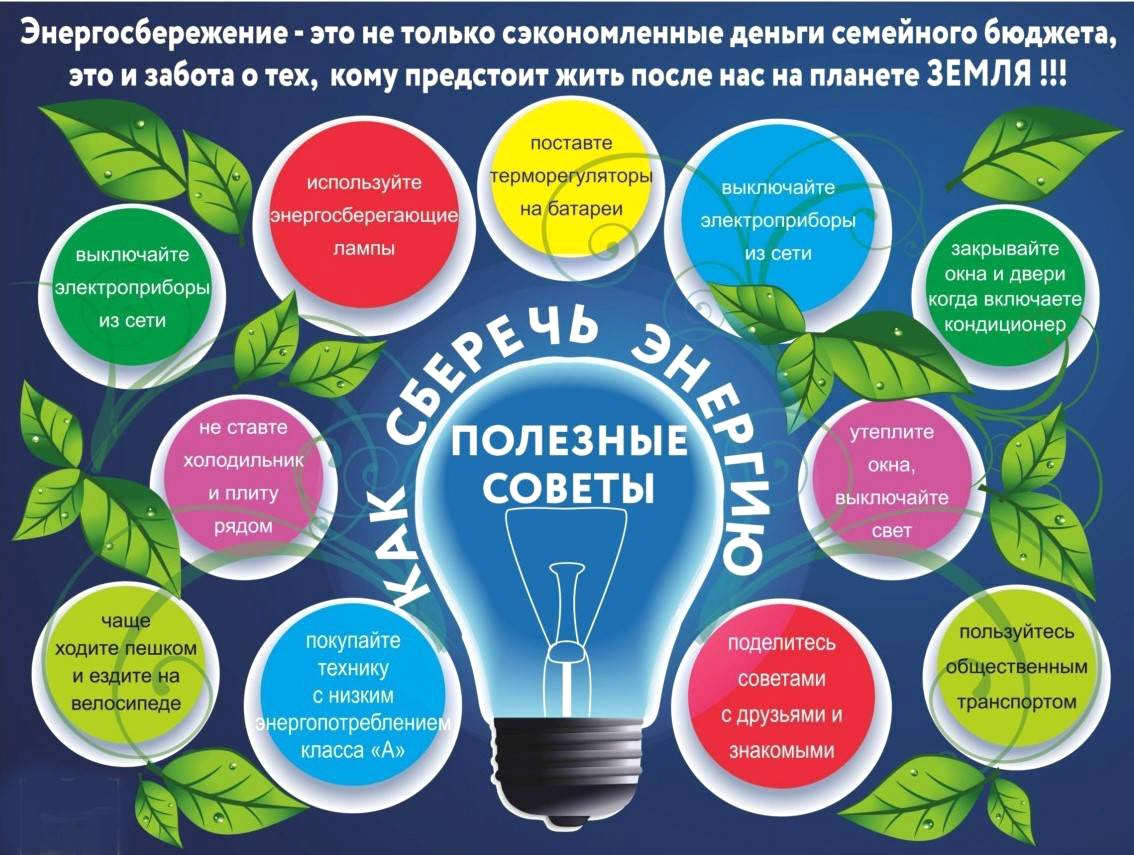 Энергосбережение - это не только сэкономленные деньги семейного бюджета,
это и забота о тех, кому предстоит жить после нас на планете ЗЕМЛЯ !!!
выключайте
электроприборы
из сети
используйте
энергосберегающие
лампы
поставте
терморегуляторы
на батареи
выключайте
электроприборы
из сети
закрывайте
окна и двери
когда включаете
кондиционер
КАК СБЕРЕЧЬ ЭНЕРГИЮ
ПОЛЕЗНЫЕ
СОВЕТЫ
не ставте
холодильник
и плиту
рядом
утеплите
окна,
выключайте
свет
чаще
ходите пешком
и ездите на
велосипеде
покупайте
технику
с низким
энергопотреблением
класса «А»
поделитесь
советами
с друзьями и
знакомыми
пользуйтесь
общественным
транспортом